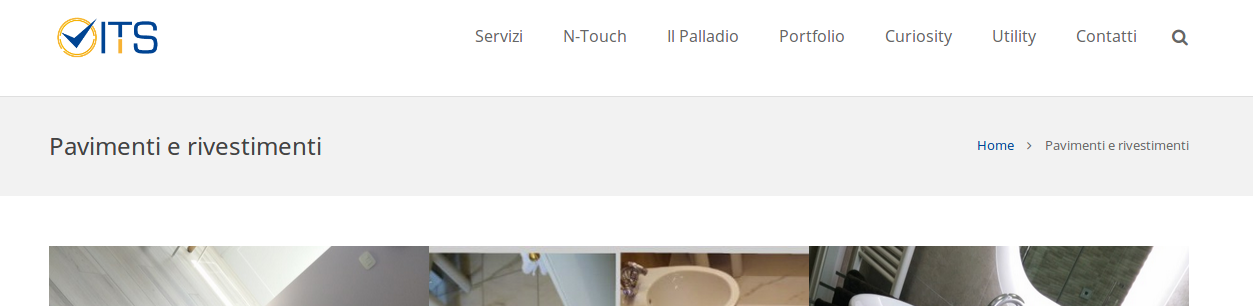 ITS
Servizi N-Touch Il Palladio Portfolio Curiosity Utility Contatti
Pavimenti e rivestimenti
Home > Pavimenti e rivestimenti